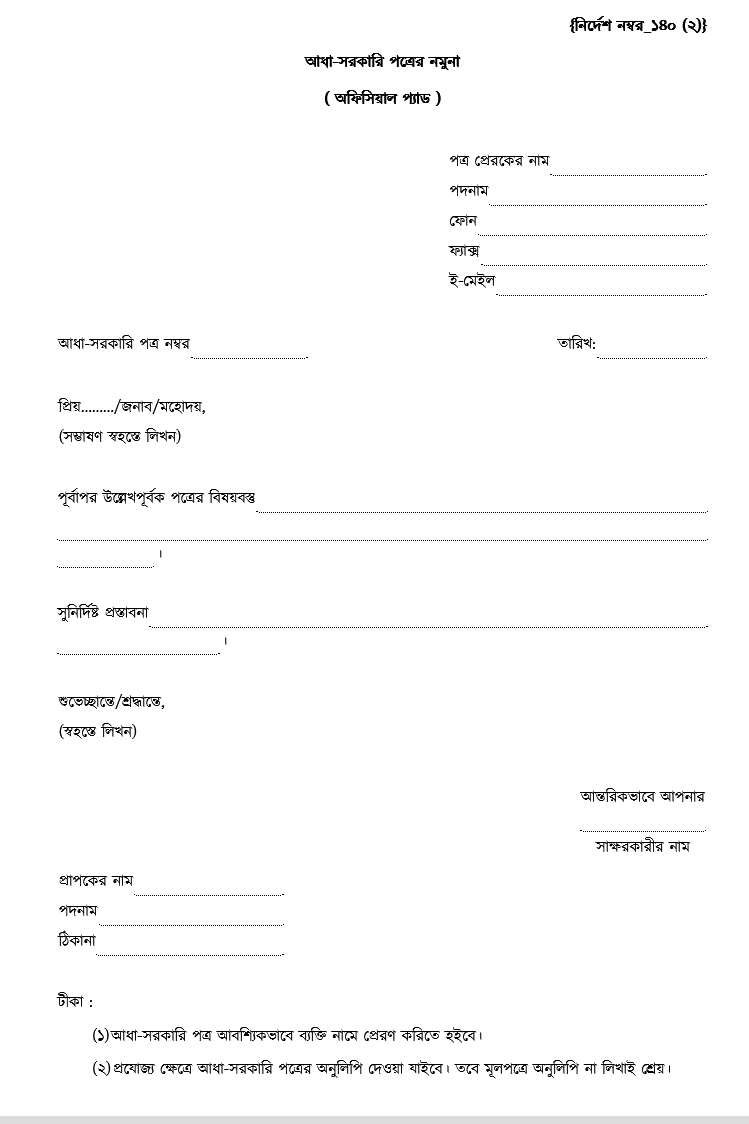 {নির্দেশ নম্বর_১৪০ (২)}
আধা-সরকারি পত্রের নমুনা
( অফিসিয়াল প্যাড )
পত্র প্রেরকের নাম
পদনাম
ফোন
ফ্যাক্স
ই-মেইল
আধা-সরকারি পত্র নম্বর তারিখ:
প্রিয়........./জনাব/মহোদয়,
(সম্ভাষণ স্বহস্তে লিখন)
পূর্বাপর উল্লেখপূর্বক পত্রের বিষয়বস্তু
।
সুনির্দিষ্ট প্রস্তাবনা
।
শুভেচ্ছান্তে/শ্রদ্ধান্তে,
(স্বহস্তে লিখন)
আন্তরিকভাবে আপনার
সাক্ষরকারীর নাম
প্রাপকের নাম
পদনাম
ঠিকানা
টীকা :
(১)আধা-সরকারি পত্র আবশ্যিকভাবে ব্যক্তি নামে প্রেরণ করিতে হইবে।
(২)প্রযোজ্য ক্ষেত্রে আধা-সরকারি পত্রের অনুলিপি দেওয়া যাইবে। তবে মূলপত্রে অনুলিপি না লিখাই শ্রেয়।